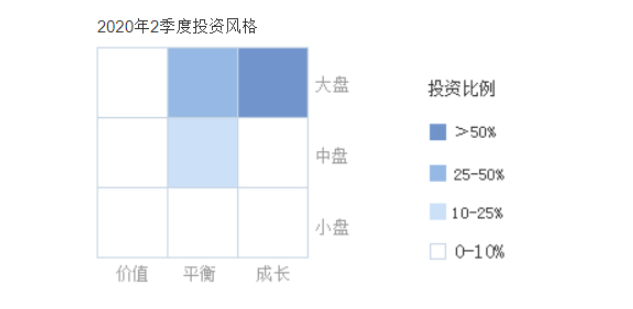 2020年2季度投资风格
大盘
中盘
小盘
价值
平衡
成长
投资比例
>50%
25-50%
10-25%
0-10%